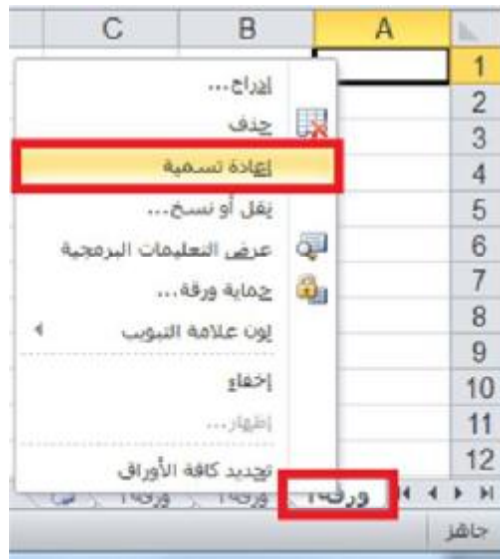 A B C
1
2
3
4
5
6
7
8
9
10
11
12
إدراج...
حذف
إعادة تسمية
نقل أو نسخ...
عرض التعليمات البرمجية
حماية ورقة...
لون علامة التبويب
إخفاء
إظهار...
تحديد كافة الأوراق
ورقة١
جاهز